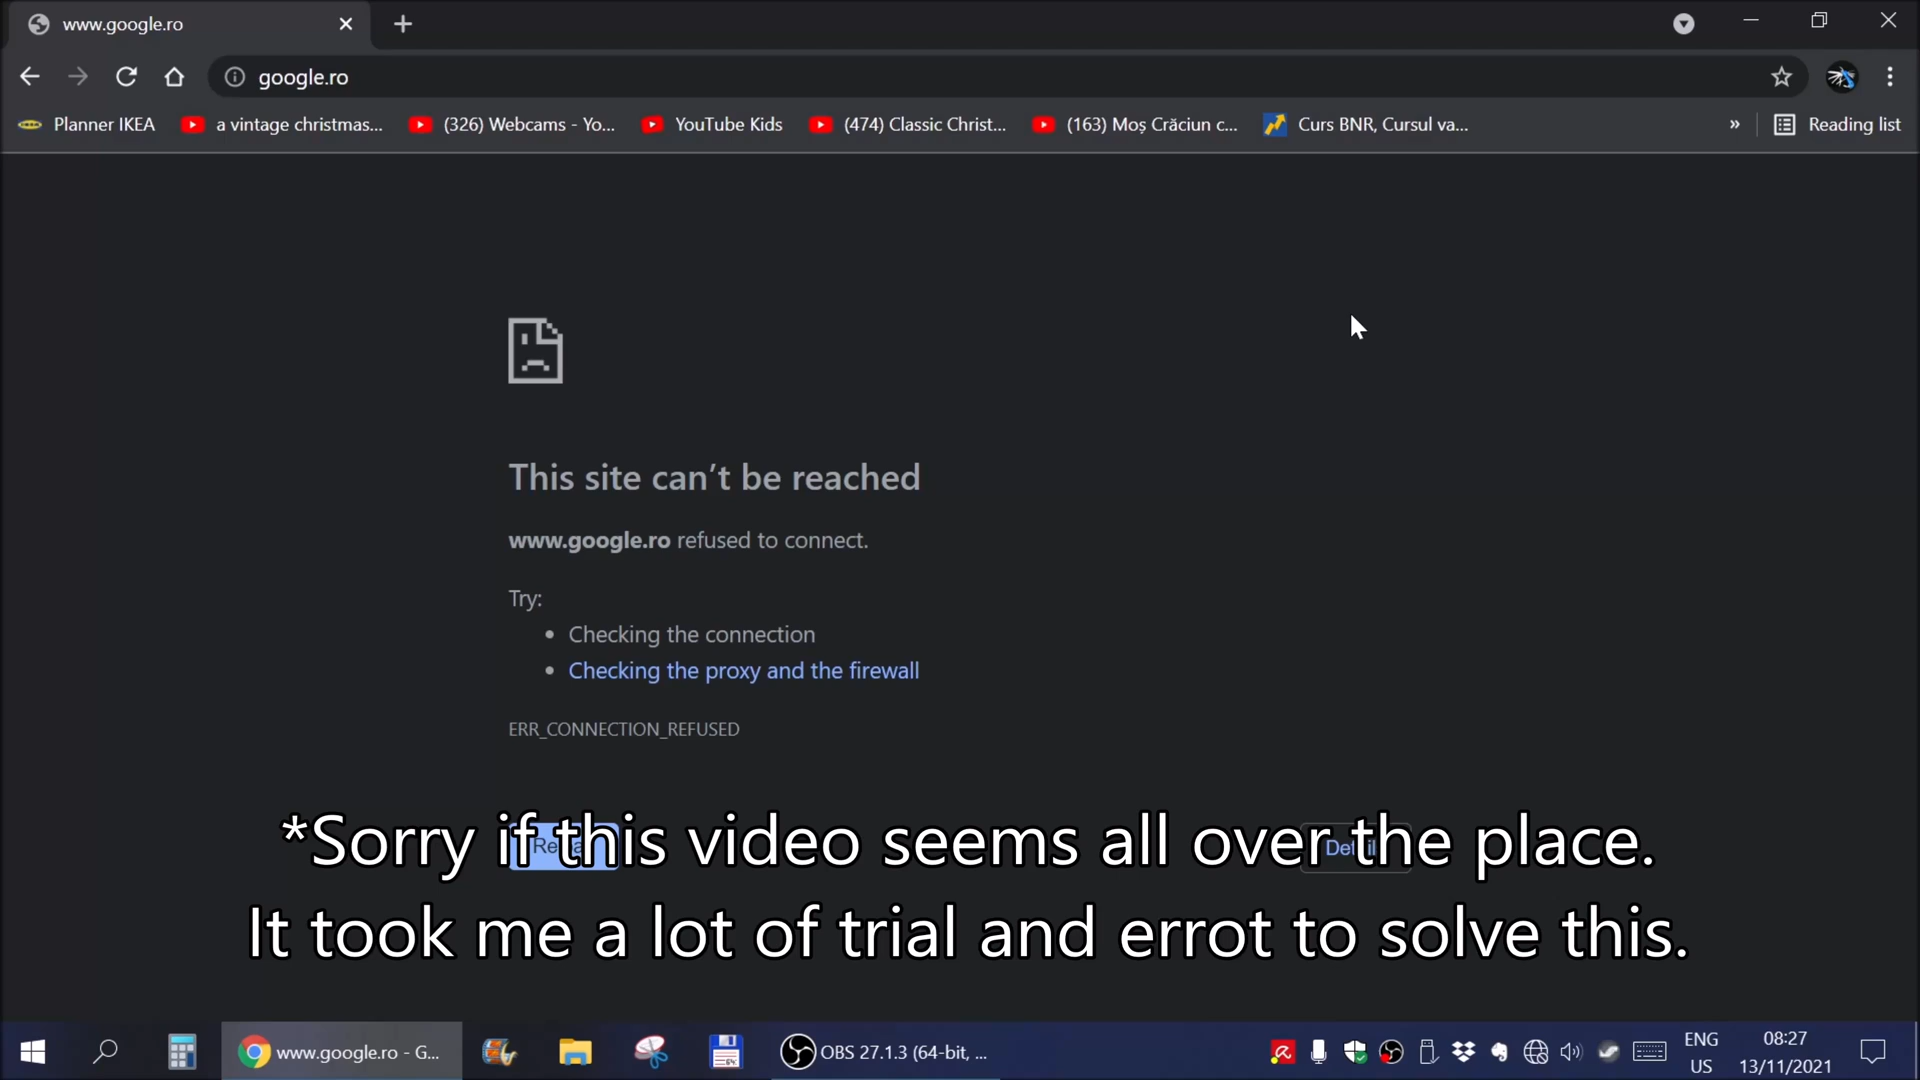 www.google.ro
google.ro
Planner IKEA
a vintage christmas...
(326) Webcams - Yo...
YouTube Kids
(474) Classic Christ...
(163) Moș Crăciun c...
Curs BNR, Cursul va...
»
Reading list
This site can’t be reached
www.google.ro refused to connect.
Try:
• Checking the connection
• Checking the proxy and the firewall
ERR_CONNECTION_REFUSED
*Sorry if this video seems all over the place.
It took me a lot of trial and errot to solve this.
www.google.ro - G...
OBS 27.1.3 (64-bit, ...
ENG
US
08:27
13/11/2021